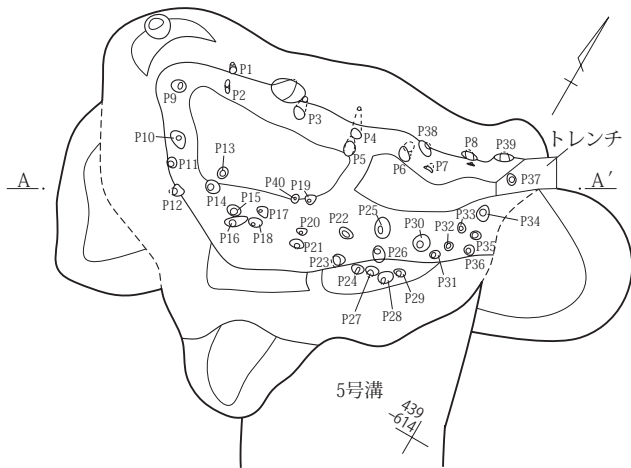 P1
P2
P9
P3
P10
P4
P38
P8
P39
トレンチ
P13
P5
P11
P6
P7
P37
A
A′
P12
P14
P40
P19
P15
P17
P25
P33
P34
P16
P18
P20
P22
P30
P32
P21
P26
P35
P23
P31
P36
P24
P29
P27
P28
5号溝
439
-614